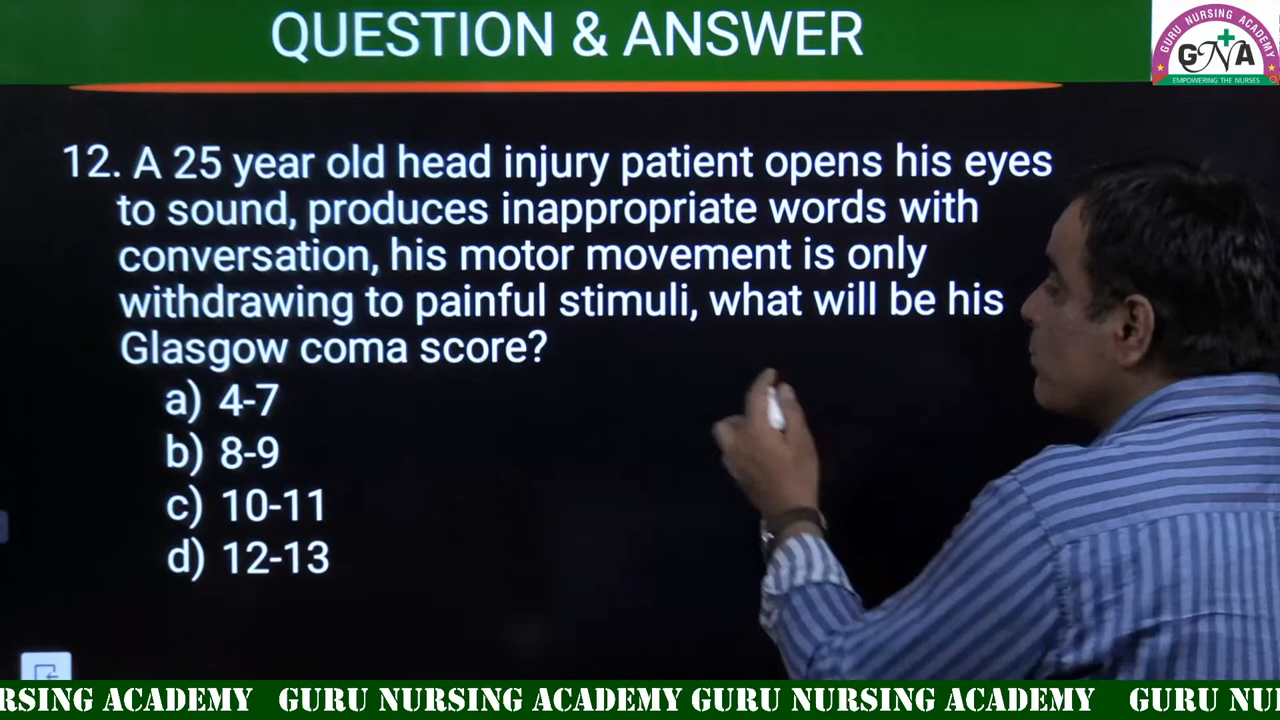 QUESTION & ANSWER
GURU NURSING ACADEMY
GNA
EMPOWERING THE NURSES
12. A 25 year old head injury patient opens his eyes
to sound, produces inappropriate words with
conversation, his motor movement is only
withdrawing to painful stimuli, what will be his
Glasgow coma score?
a) 4-7
b) 8-9
c) 10-11
d) 12-13
RSING ACADEMY GURU NURSING ACADEMY GURU NURSING ACADEMY GURU NU